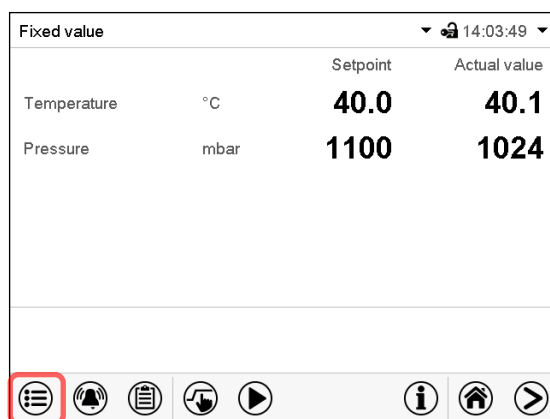 Fixed value 14:03:49
Setpoint Actual value
Temperature °C 40.0 40.1
Pressure mbar 1100 1024